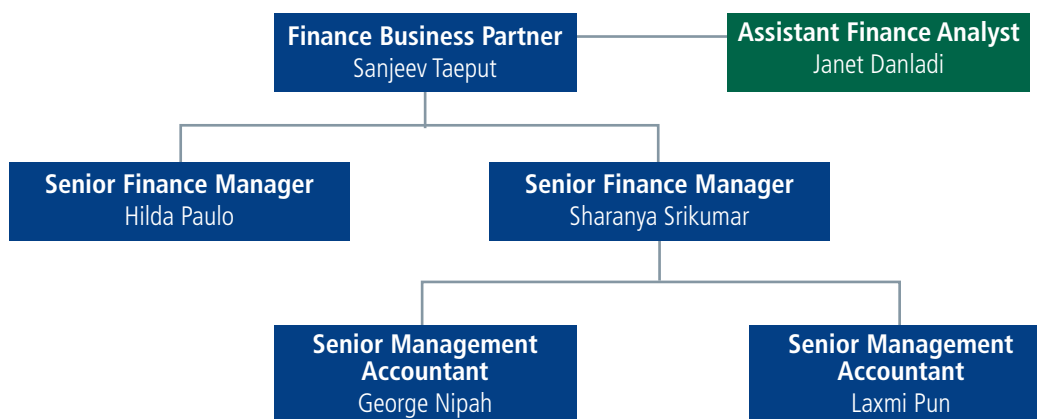 Finance Business Partner
Sanjeev Taeput
Assistant Finance Analyst
Janet Danladi
Senior Finance Manager
Hilda Paulo
Senior Finance Manager
Sharanya Srikumar
Senior Management
Accountant
George Nipah
Senior Management
Accountant
Laxmi Pun